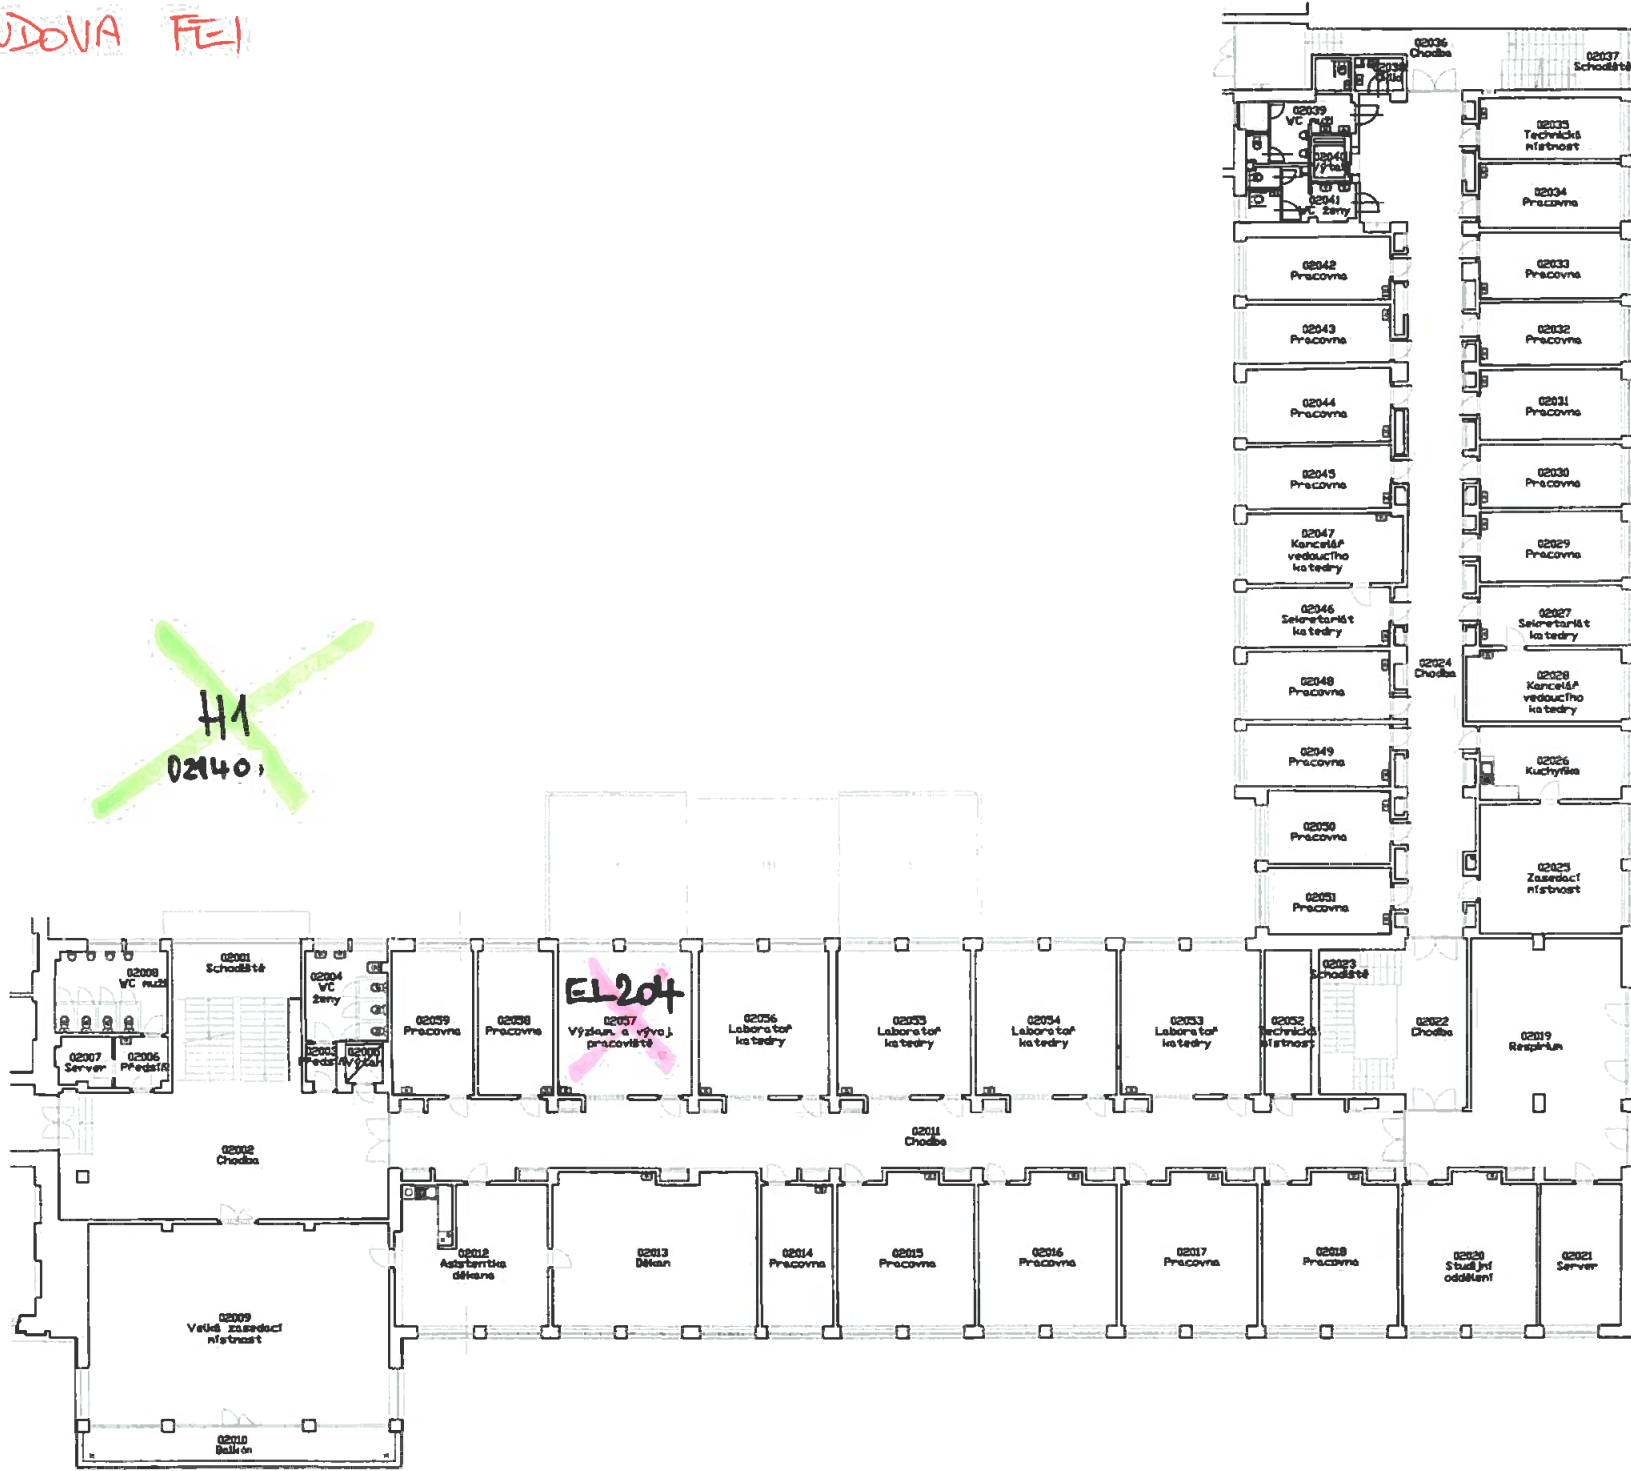 UDOVA FEI
02036
Chodba
02037
Schodiště
02038
02039
WC muži
02035
Technická
místnost
02040
Výtah
02034
Pracovna
02041
WC ženy
02042
Pracovna
02033
Pracovna
02043
Pracovna
02032
Pracovna
02044
Pracovna
02031
Pracovna
02045
Pracovna
02030
Pracovna
02047
Kancelář
vedoucího
katedry
02029
Pracovna
02046
Sekretariát
katedry
02027
Sekretariát
katedry
02024
Chodba
02048
Pracovna
02028
Kancelář
vedoucího
katedry
H1
02140
02049
Pracovna
02026
Kuchyňka
02050
Pracovna
02025
Zasedací
místnost
02051
Pracovna
02008
WC muži
02001
Schodiště
02004
WC
ženy
02007
Server
02006
Předsíň
02003
Předsíň
02005
Výtah
02059
Pracovna
02058
Pracovna
EL204
02057
Výzkum. a vývoj.
pracoviště
02056
Laboratoř
katedry
02055
Laboratoř
katedry
02054
Laboratoř
katedry
02053
Laboratoř
katedry
02052
Technická
místnost
02023
Schodiště
02022
Chodba
02019
Respirium
02002
Chodba
02011
Chodba
02012
Asistentka
děkana
02013
Děkan
02014
Pracovna
02015
Pracovna
02016
Pracovna
02017
Pracovna
02018
Pracovna
02020
Studijní
oddělení
02021
Server
02009
Velká zasedací
místnost
02010
Balkón